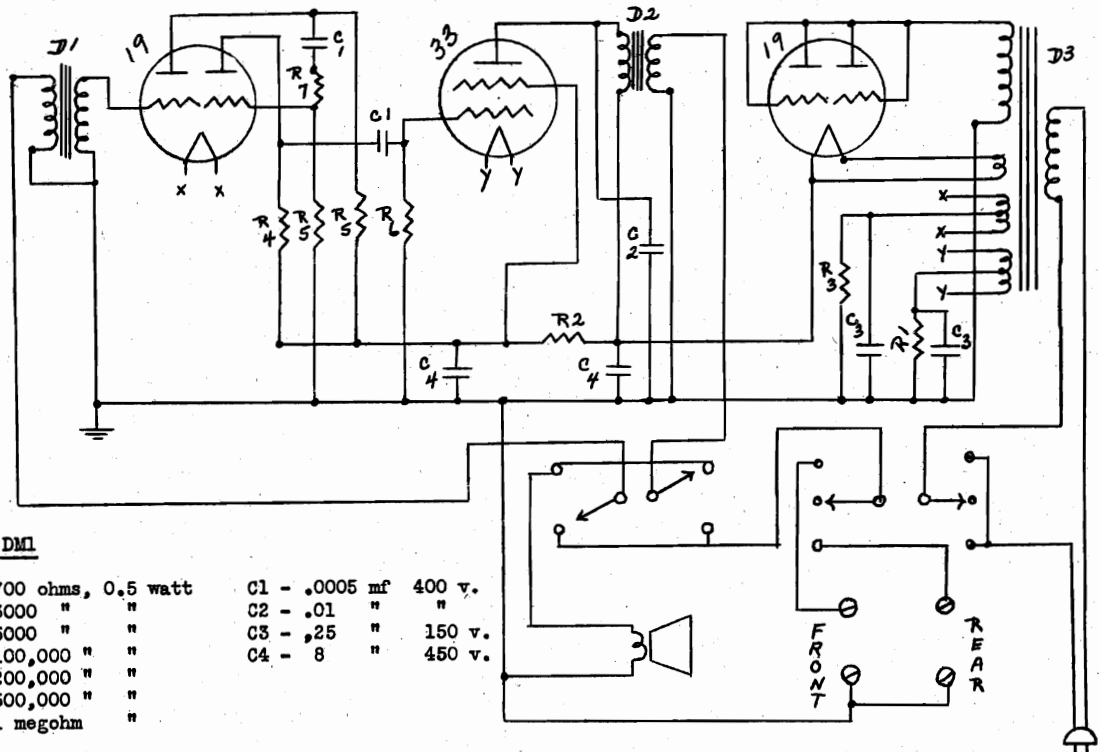 D1
19
C
1
R
7
33
C1
D2
19
D3
X X
Y Y
R
4
R
5
R
5
R
6
C
2
X
X
Y
Y
R
3
C
3
R1
C
3
R2
C
4
C
4
DM1
700 ohms, 0.5 watt
5000 " "
5000 " "
100,000 " "
200,000 " "
500,000 " "
megohm "
C1 - .0005 mf 400 v.
C2 - .01 " "
C3 - .25 " 150 v.
C4 - 8 " 450 v.
FRONT
REAR